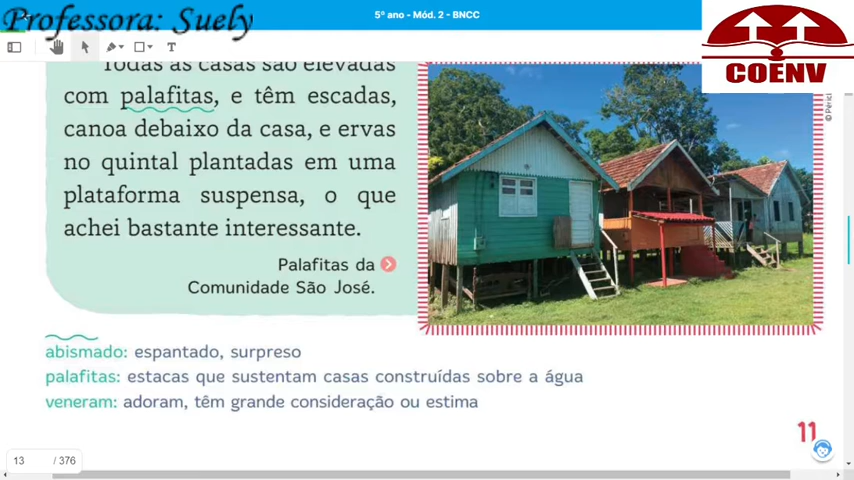 Professora: Suely
5º ano - Mód. 2 - BNCC
COENV
T
Todas as casas são elevadas
com palafitas, e têm escadas,
canoa debaixo da casa, e ervas
no quintal plantadas em uma
plataforma suspensa, o que
achei bastante interessante.
Palafitas da
Comunidade São José.
abismado: espantado, surpreso
palafitas: estacas que sustentam casas construídas sobre a água
veneram: adoram, têm grande consideração ou estima
11
13 / 376